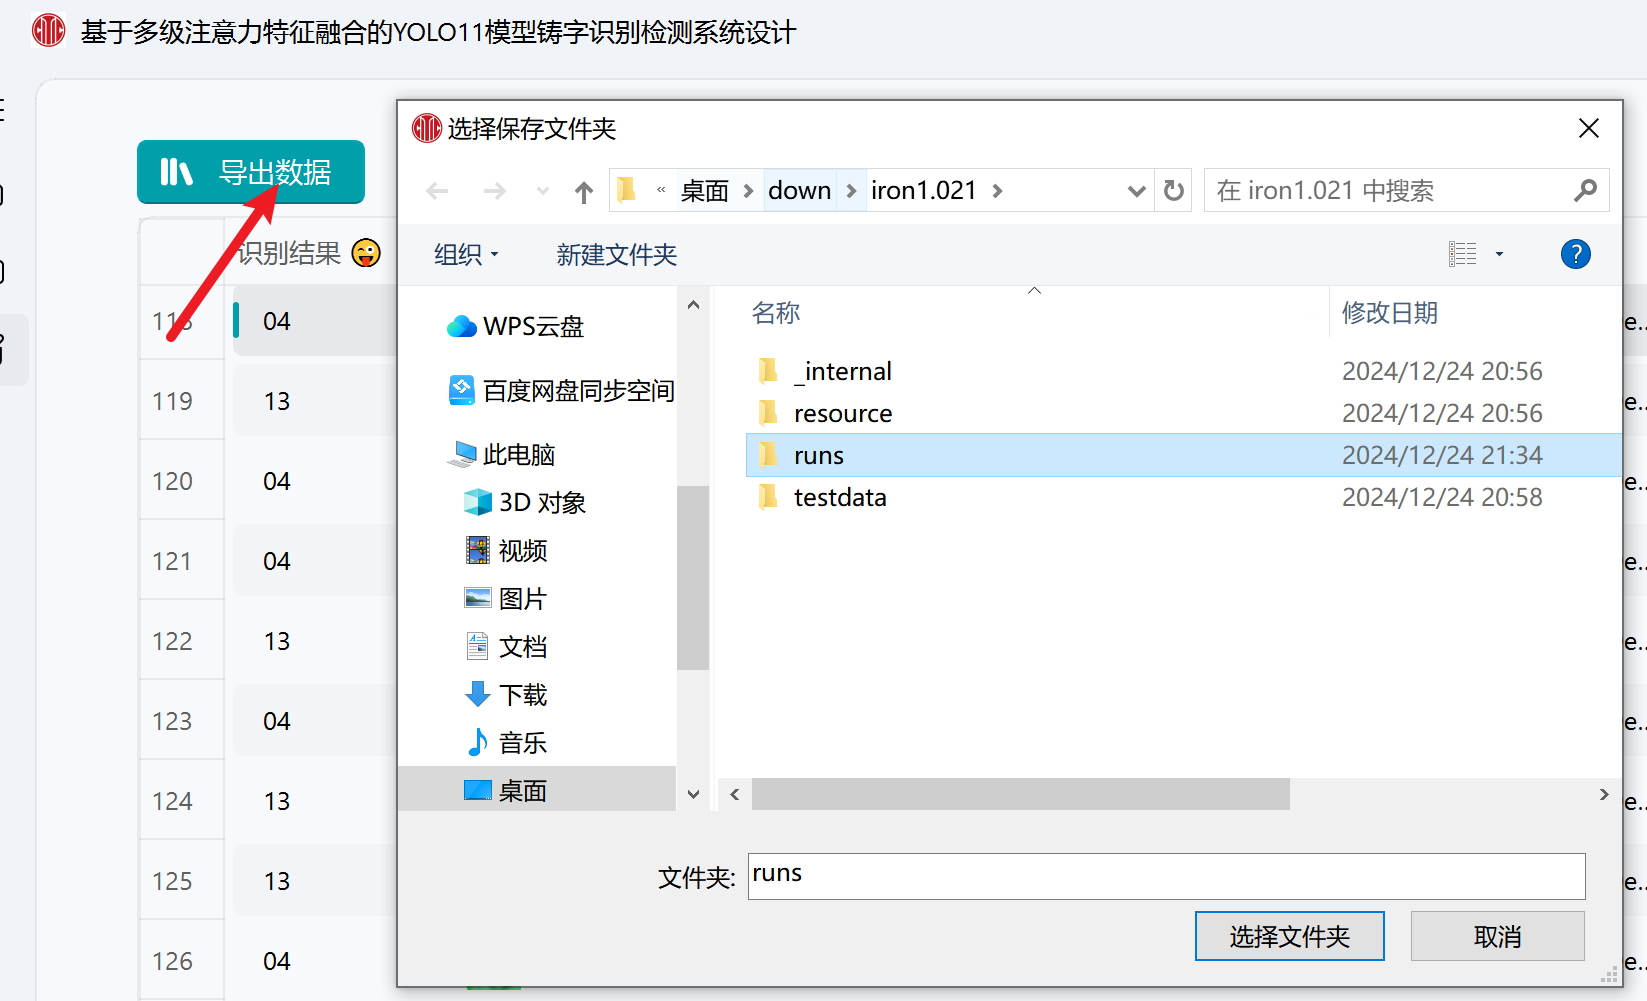 基于多级注意力特征融合的YOLO11模型铸字识别检测系统设计
导出数据
识别结果 😜
118 04
119 13
120 04
121 04
122 13
123 04
124 13
125 13
126 04
选择保存文件夹
« 桌面 > down > iron1.021 >
在 iron1.021 中搜索
组织 新建文件夹
WPS云盘
百度网盘同步空间
此电脑
3D 对象
视频
图片
文档
下载
音乐
桌面
名称 修改日期
_internal 2024/12/24 20:56
resource 2024/12/24 20:56
runs 2024/12/24 21:34
testdata 2024/12/24 20:58
文件夹: runs
选择文件夹 取消
e..
e..
e..
e..
e..
e..
e..
e..
e..